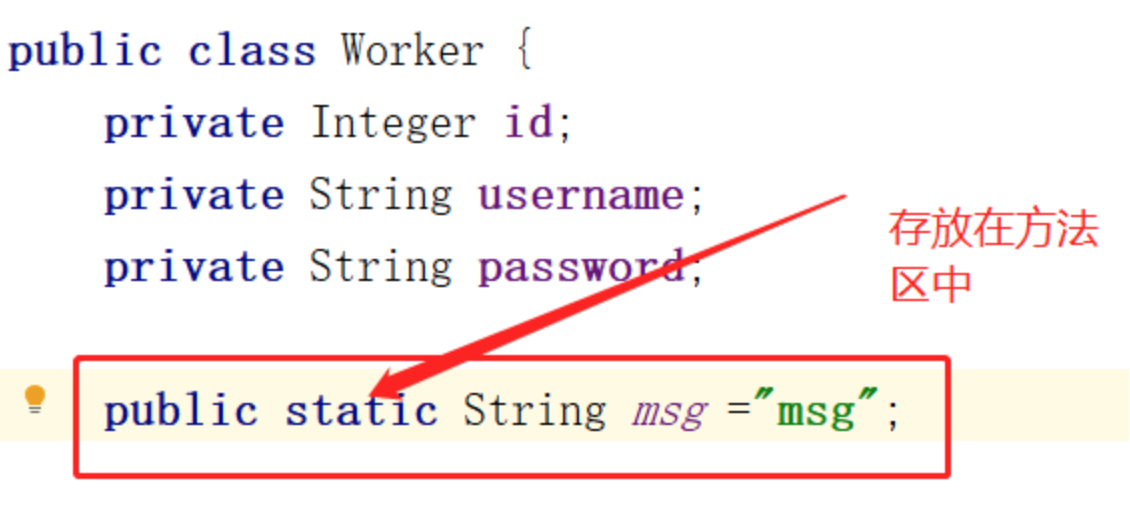 public class Worker {
private Integer id;
private String username;
private String password;
存放在方法
区中
public static String msg ="msg";